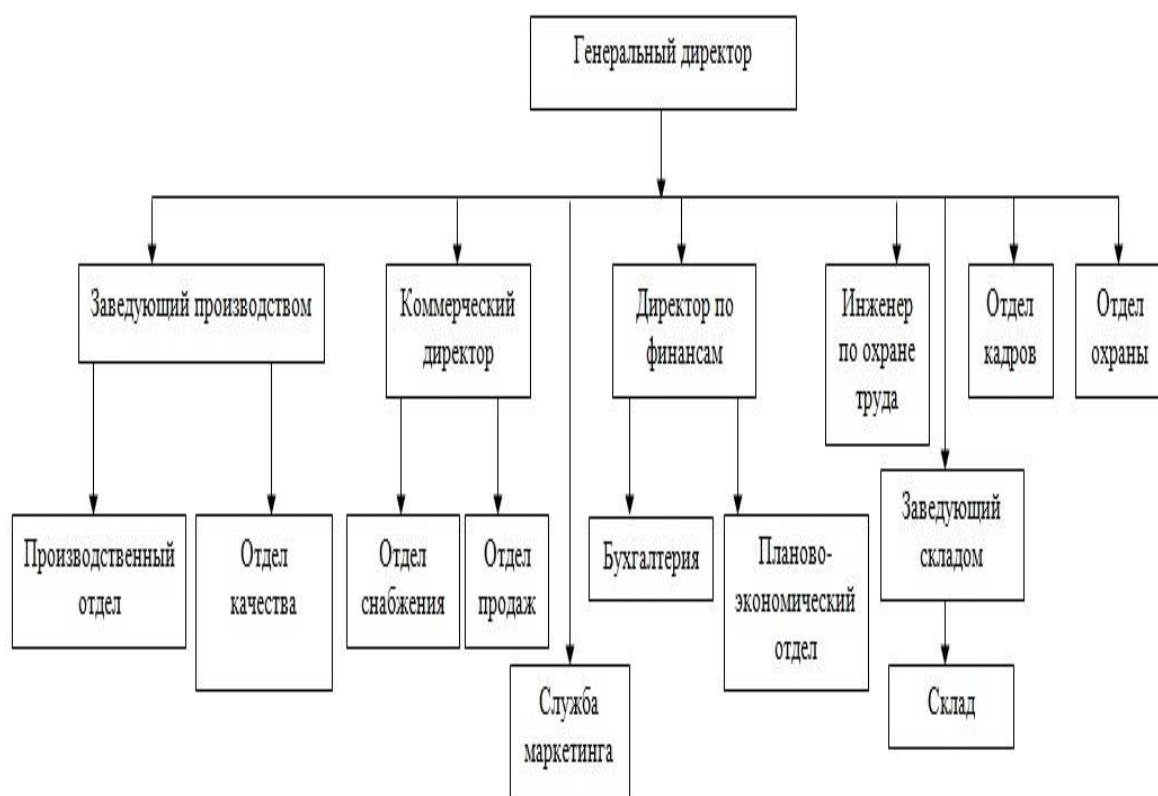 Генеральный директор
Заведующий производством
Коммерческий
директор
Директор по
финансам
Инженер
по охране
труда
Отдел
кадров
Отдел
охраны
Производственный
отдел
Отдел
качества
Отдел
снабжения
Отдел
продаж
Служба
маркетинга
Бухгалтерия
Планово-
экономический
отдел
Заведующий
складом
Склад